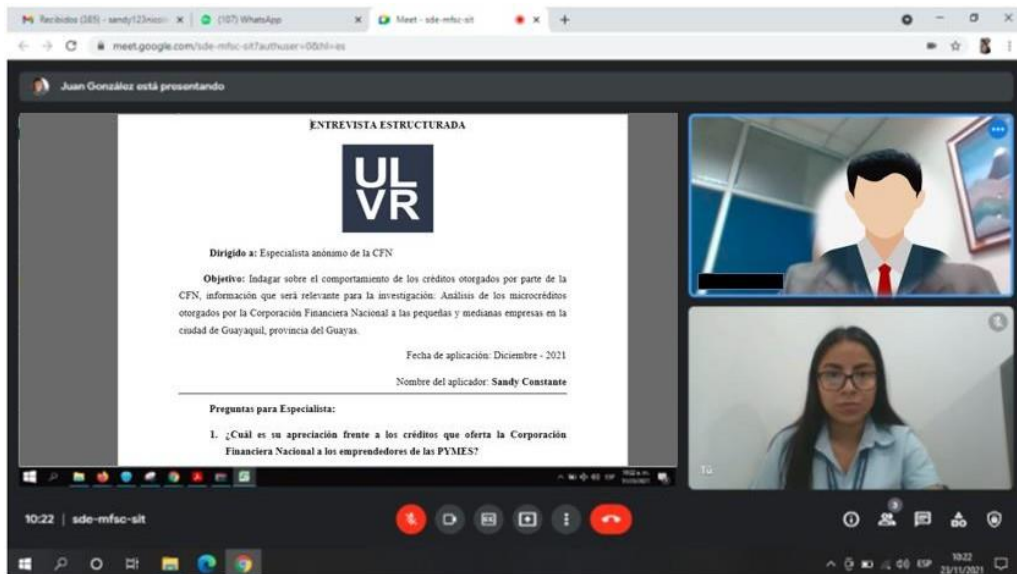 Recibidos (385) - sandy123
(107) WhatsApp
Meet - sde-mfsc-sit
meet.google.com/sde-mfsc-sit?authuser=0&hl=es
Juan González está presentando
ENTREVISTA ESTRUCTURADA
UL
VR
Dirigido a: Especialista anónimo de la CFN
Objetivo: Indagar sobre el comportamiento de los créditos otorgados por parte de la
CFN, información que será relevante para la investigación: Análisis de los microcréditos
otorgados por la Corporación Financiera Nacional a las pequeñas y medianas empresas en la
ciudad de Guayaquil, provincia del Guayas.
Fecha de aplicación: Diciembre - 2021
Nombre del aplicador: Sandy Constante
Preguntas para Especialista:
1. ¿Cuál es su apreciación frente a los créditos que oferta la Corporación
Financiera Nacional a los emprendedores de las PYMES?
Tú
10:22 | sde-mfsc-sit
3
ESP
10:22
23/11/2021